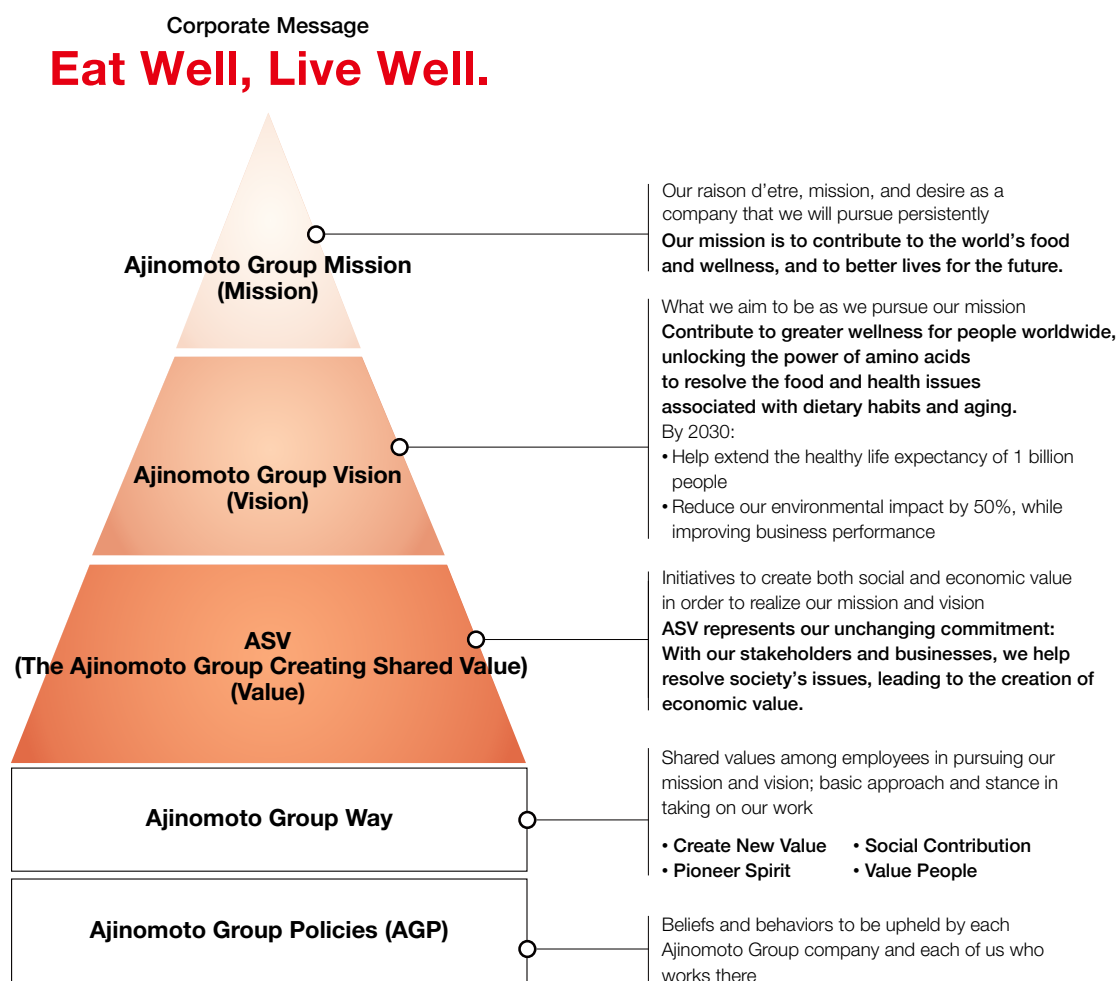 Corporate Message
Eat Well, Live Well.
Ajinomoto Group Mission
(Mission)
Our raison d'etre, mission, and desire as a
company that we will pursue persistently
Our mission is to contribute to the world's food
and wellness, and to better lives for the future.
Ajinomoto Group Vision
(Vision)
What we aim to be as we pursue our mission
Contribute to greater wellness for people worldwide,
unlocking the power of amino acids
to resolve the food and health issues
associated with dietary habits and aging.
By 2030:
• Help extend the healthy life expectancy of 1 billion
people
• Reduce our environmental impact by 50%, while
improving business performance
ASV
(The Ajinomoto Group Creating Shared Value)
(Value)
Initiatives to create both social and economic value
in order to realize our mission and vision
ASV represents our unchanging commitment:
With our stakeholders and businesses, we help
resolve society's issues, leading to the creation of
economic value.
Ajinomoto Group Way
Shared values among employees in pursuing our
mission and vision; basic approach and stance in
taking on our work
• Create New Value • Social Contribution
• Pioneer Spirit • Value People
Ajinomoto Group Policies (AGP)
Beliefs and behaviors to be upheld by each
Ajinomoto Group company and each of us who
works there